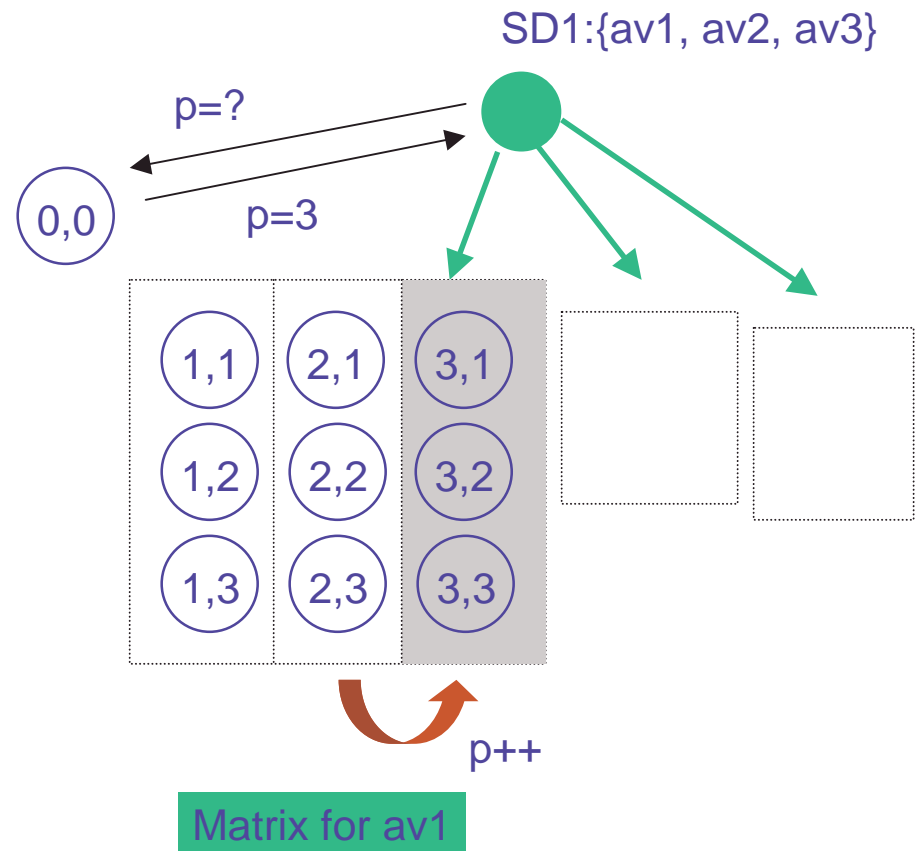 SD1:{av1, av2, av3}
p=?
0,0
p=3
1,1 2,1 3,1
1,2 2,2 3,2
1,3 2,3 3,3
p++
Matrix for av1